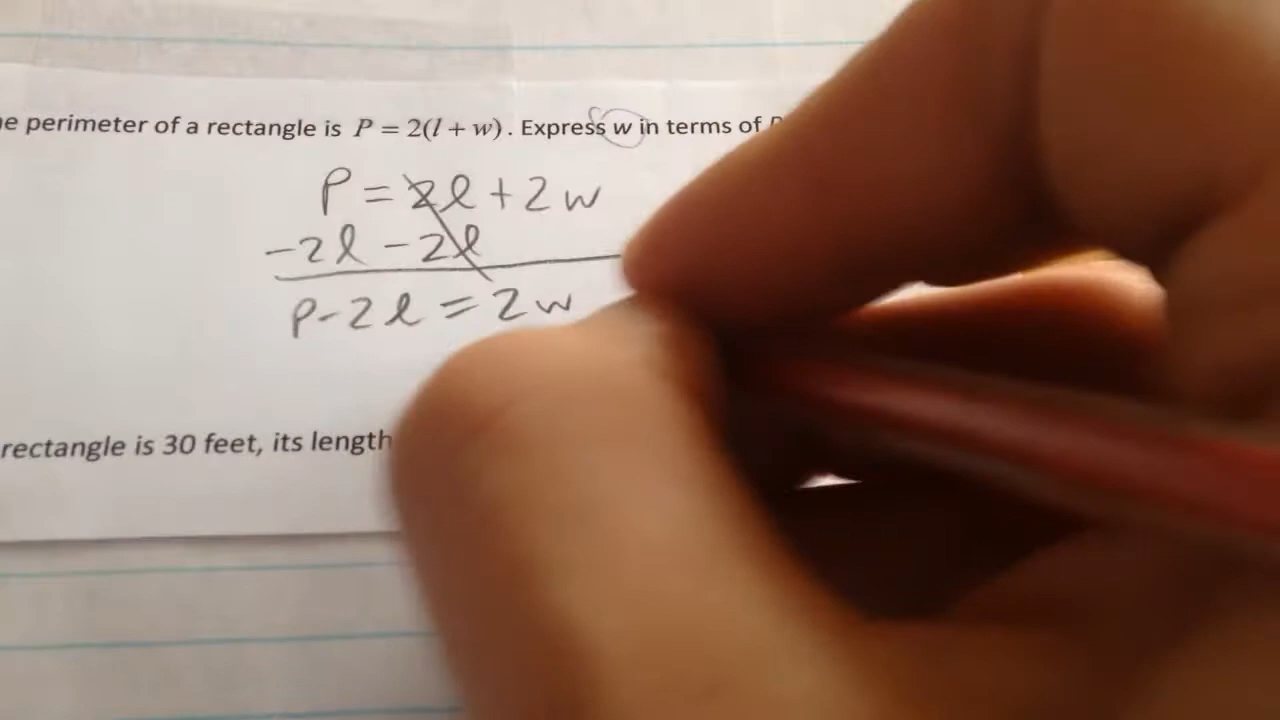 perimeter of a rectangle is P = 2(l + w). Express w in terms of
P = 2l + 2w
-2l -2l
P-2l = 2w
rectangle is 30 feet, its length